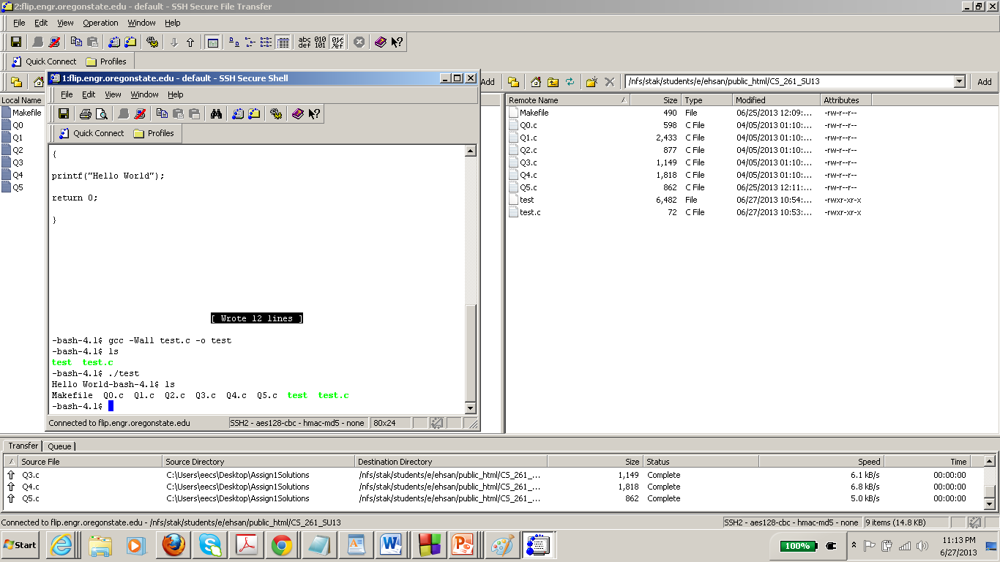 2:flip.engr.oregonstate.edu - default - SSH Secure File Transfer
File Edit View Operation Window Help
abc def 010 101
Quick Connect Profiles
Add /nfs/stak/students/e/ehsan/public_html/CS_261_SU13 Add
Local Name
Makefile
Q0
Q1
Q2
Q3
Q4
Q5
1:flip.engr.oregonstate.edu - default - SSH Secure Shell
File Edit View Window Help
Quick Connect Profiles
{
printf("Hello World");
return 0;
}
[ Wrote 12 lines ]
-bash-4.1$ gcc -Wall test.c -o test
-bash-4.1$ ls
test test.c
-bash-4.1$ ./test
Hello World-bash-4.1$ ls
Makefile Q0.c Q1.c Q2.c Q3.c Q4.c Q5.c test test.c
-bash-4.1$
Connected to flip.engr.oregonstate.edu SSH2 - aes128-cbc - hmac-md5 - none 80x24
Remote Name Size Type Modified Attributes
Makefile 490 File 06/25/2013 12:09:... -rw-r--r--
Q0.c 598 C File 04/05/2013 01:10:... -rw-r--r--
Q1.c 2,433 C File 04/05/2013 01:10:... -rw-r--r--
Q2.c 877 C File 04/05/2013 01:10:... -rw-r--r--
Q3.c 1,149 C File 04/05/2013 01:10:... -rw-r--r--
Q4.c 1,818 C File 04/05/2013 01:10:... -rw-r--r--
Q5.c 862 C File 06/25/2013 12:11:... -rw-r--r--
test 6,482 File 06/27/2013 10:54:... -rwxr-xr-x
test.c 72 C File 06/27/2013 10:53:... -rwxr-xr-x
Transfer Queue
Source File Source Directory Destination Directory Size Status Speed Time
Q3.c C:\Users\eecs\Desktop\Assign1Solutions /nfs/stak/students/e/ehsan/public_html/CS_261_... 1,149 Complete 6.1 kB/s 00:00:00
Q4.c C:\Users\eecs\Desktop\Assign1Solutions /nfs/stak/students/e/ehsan/public_html/CS_261_... 1,818 Complete 6.8 kB/s 00:00:00
Q5.c C:\Users\eecs\Desktop\Assign1Solutions /nfs/stak/students/e/ehsan/public_html/CS_261_... 862 Complete 5.0 kB/s 00:00:00
Connected to flip.engr.oregonstate.edu - /nfs/stak/students/e/ehsan/public_html/CS_261_SU13 SSH2 - aes128-cbc - hmac-md5 - none 9 items (14.8 KB)
Start 100% 11:13 PM
6/27/2013